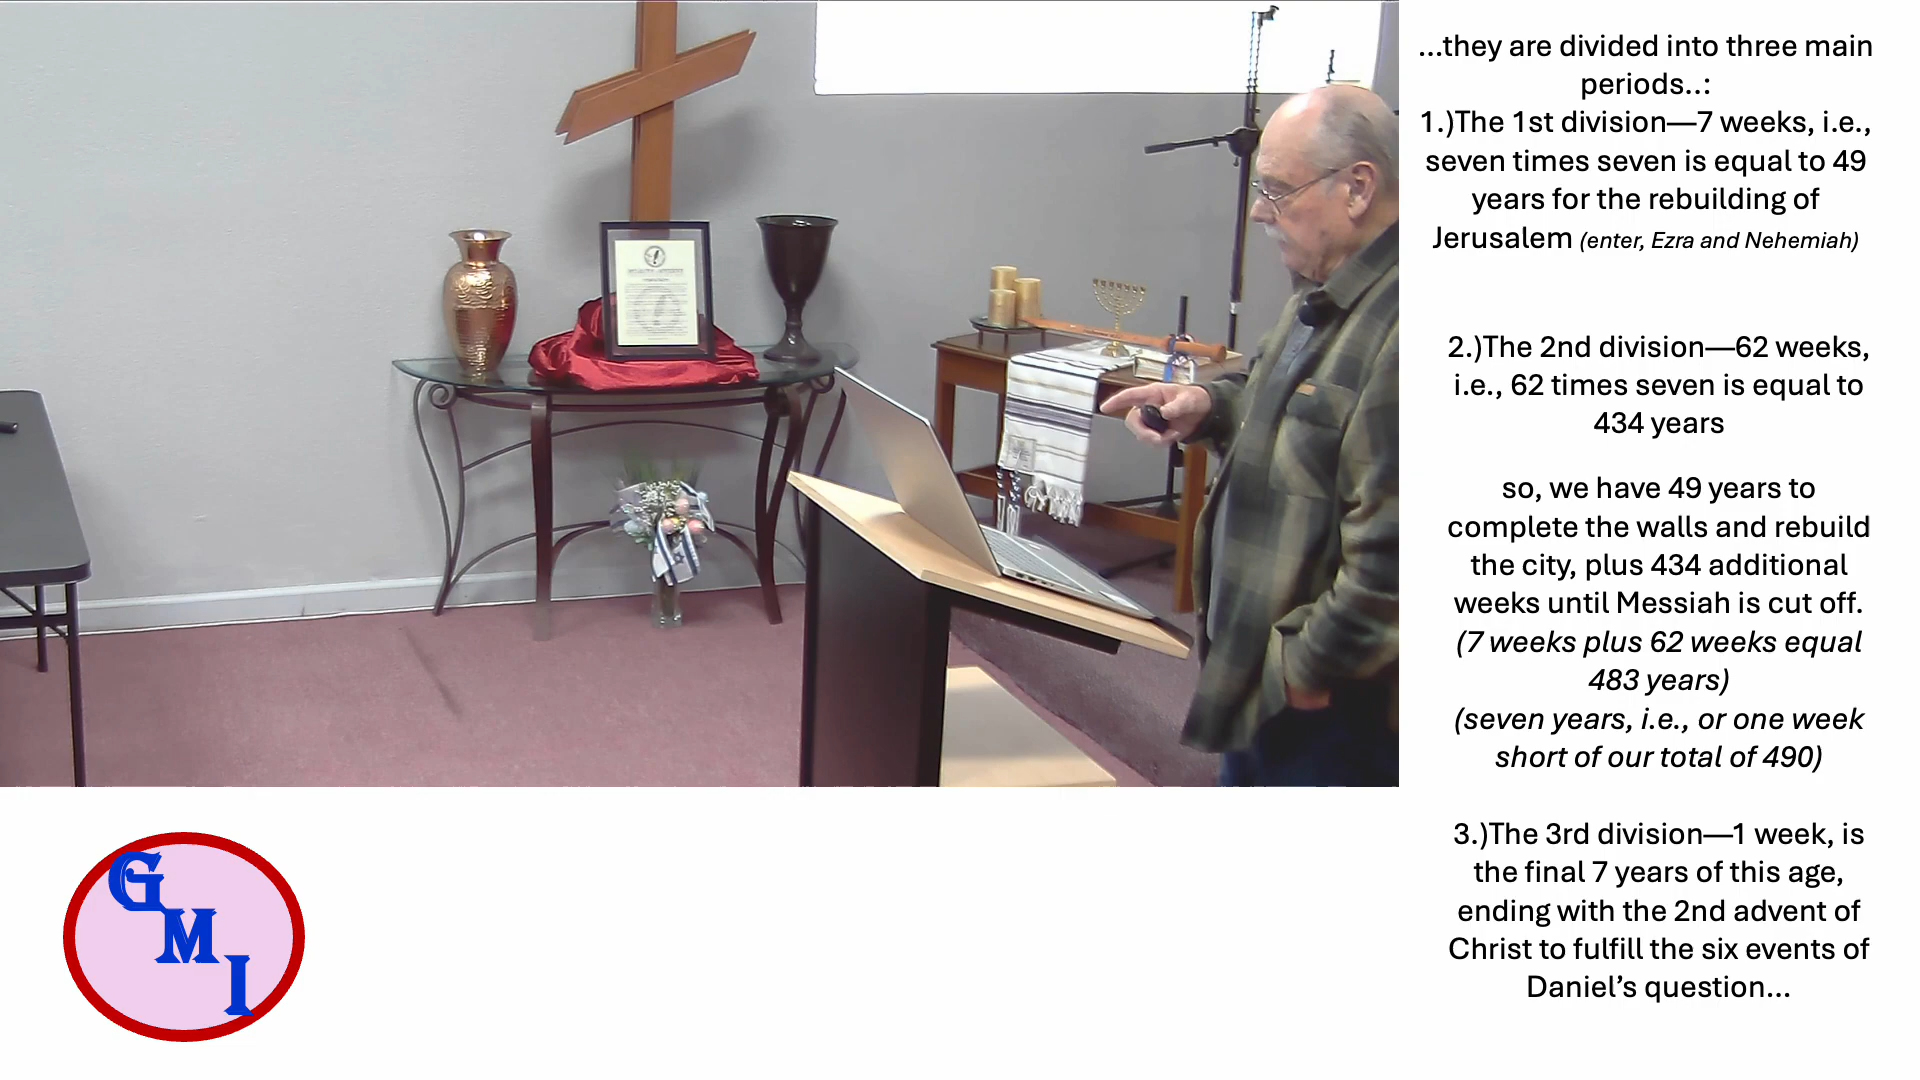 ...they are divided into three main
periods..:
1.)The 1st division—7 weeks, i.e.,
seven times seven is equal to 49
years for the rebuilding of
Jerusalem (enter, Ezra and Nehemiah)
2.)The 2nd division—62 weeks,
i.e., 62 times seven is equal to
434 years
so, we have 49 years to
complete the walls and rebuild
the city, plus 434 additional
weeks until Messiah is cut off.
(7 weeks plus 62 weeks equal
483 years)
(seven years, i.e., or one week
short of our total of 490)
3.)The 3rd division—1 week, is
the final 7 years of this age,
ending with the 2nd advent of
Christ to fulfill the six events of
Daniel's question...
G
M
I